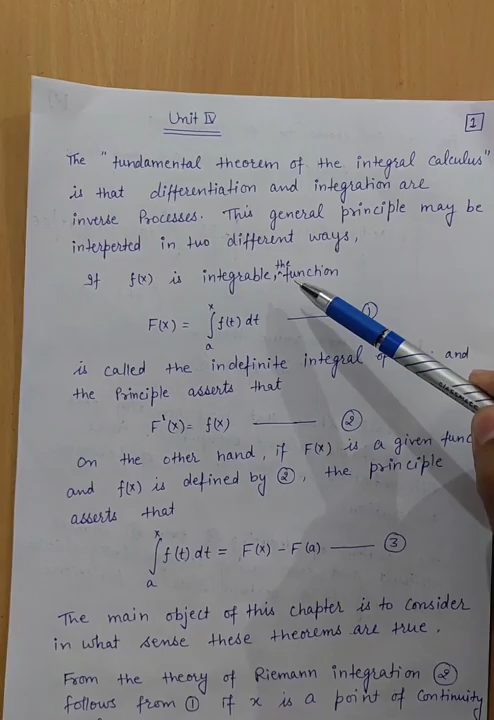 Unit IV
1
The "fundamental theorem of the integral calculus"
is that differentiation and integration are
inverse Processes. This general principle may be
interperted in two different ways,
If f(x) is integrable, the function
F(x) = ∫ₐˣ f(t) dt ——— ①
is called the indefinite integral of and
the Principle asserts that
F'(x) = f(x) ——— ②
On the other hand, if F(x) is a given func
and f(x) is defined by ②, the principle
asserts that
∫ₐˣ f(t) dt = F(x) - F(a) ——— ③
The main object of this chapter is to consider
in what sense these theorems are true.
From the theory of Riemann integration ②
follows from ① if x is a point of continuity